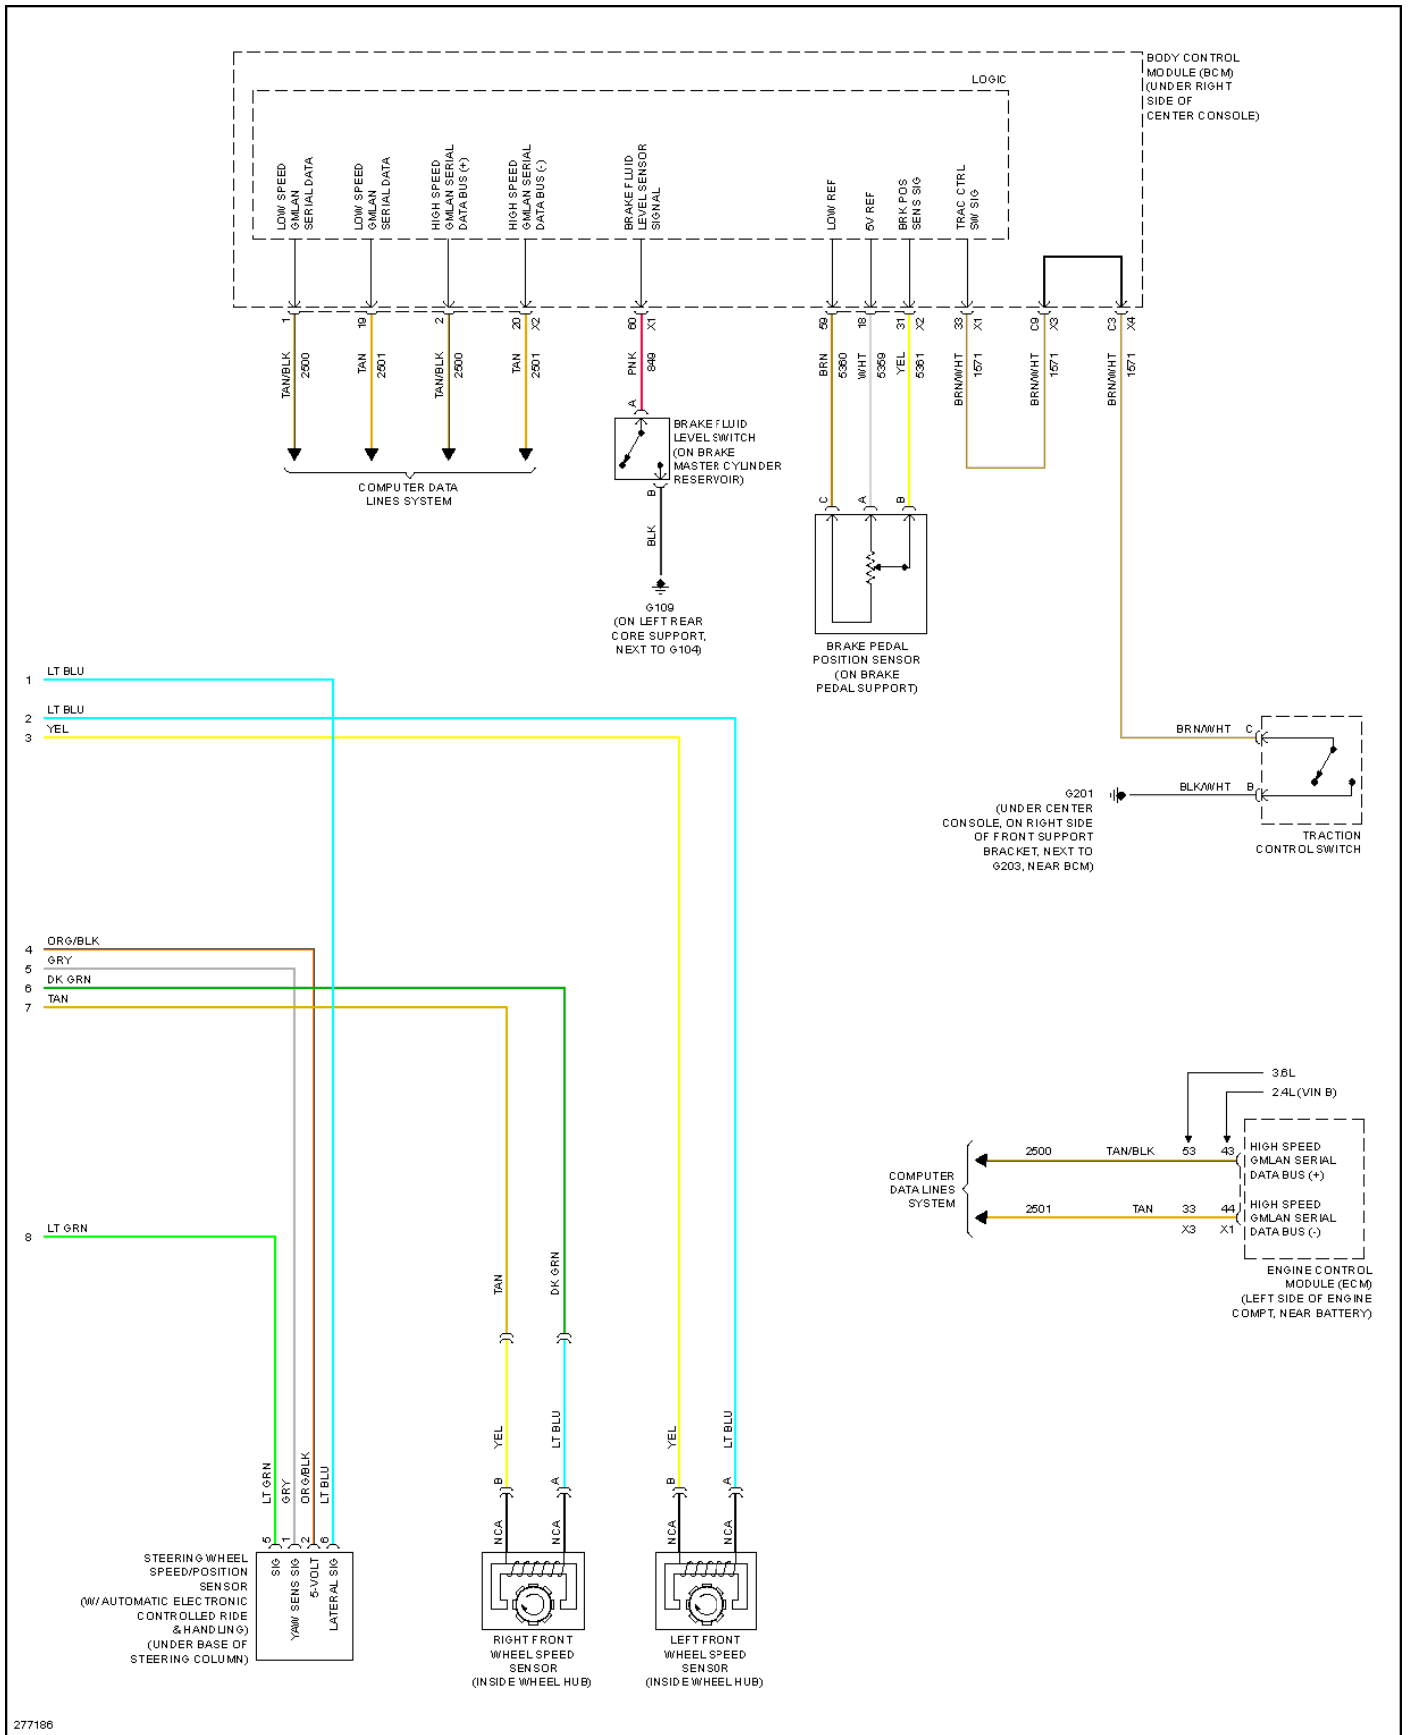 BODY CONTROL
MODULE (BCM)
(UNDER RIGHT
SIDE OF
CENTER CONSOLE)
LOGIC
LOW SPEED
GMLAN
SERIAL DATA
LOW SPEED
GMLAN
SERIAL DATA
HIGH SPEED
GMLAN SERIAL
DATA BUS (+)
HIGH SPEED
GMLAN SERIAL
DATA BUS (-)
BRAKE FLUID
LEVEL SENSOR
SIGNAL
LOW REF
5V REF
BRK POS
SENS SIG
TRAC CTRL
SW SIG
1
19
2
20
X2
60
X1
59
18
31
X2
33
X1
C9
X3
C3
X4
TAN/BLK
2500
TAN
2501
TAN/BLK
2500
TAN
2501
PNK
849
BRN
5360
WHT
5359
YEL
5361
BRN/WHT
1571
BRN/WHT
1571
BRN/WHT
1571
COMPUTER DATA
LINES SYSTEM
A
BRAKE FLUID
LEVEL SWITCH
(ON BRAKE
MASTER CYLINDER
RESERVOIR)
B
BLK
G109
(ON LEFT REAR
CORE SUPPORT,
NEXT TO G104)
C
A
B
BRAKE PEDAL
POSITION SENSOR
(ON BRAKE
PEDAL SUPPORT)
1 LT BLU
2 LT BLU
3 YEL
BRN/WHT C
BLK/WHT B
G201
(UNDER CENTER
CONSOLE, ON RIGHT SIDE
OF FRONT SUPPORT
BRACKET, NEXT TO
G203, NEAR BCM)
TRACTION
CONTROL SWITCH
4 ORG/BLK
5 GRY
6 DK GRN
7 TAN
3.6L
2.4L (VIN B)
2500 TAN/BLK 53 43
HIGH SPEED
GMLAN SERIAL
DATA BUS (+)
COMPUTER
DATA LINES
SYSTEM
2501 TAN 33 44
X3 X1
HIGH SPEED
GMLAN SERIAL
DATA BUS (-)
ENGINE CONTROL
MODULE (ECM)
(LEFT SIDE OF ENGINE
COMPT, NEAR BATTERY)
8 LT GRN
TAN
DK GRN
YEL
LT BLU
YEL
LT BLU
LT GRN
GRY
ORG/BLK
LT BLU
5
1
2
6
B
A
B
A
NCA
NCA
NCA
NCA
SIG
YAW SENS SIG
5-VOLT
LATERAL SIG
STEERING WHEEL
SPEED/POSITION
SENSOR
(W/ AUTOMATIC ELECTRONIC
CONTROLLED RIDE
& HANDLING)
(UNDER BASE OF
STEERING COLUMN)
RIGHT FRONT
WHEEL SPEED
SENSOR
(INSIDE WHEEL HUB)
LEFT FRONT
WHEEL SPEED
SENSOR
(INSIDE WHEEL HUB)
277186